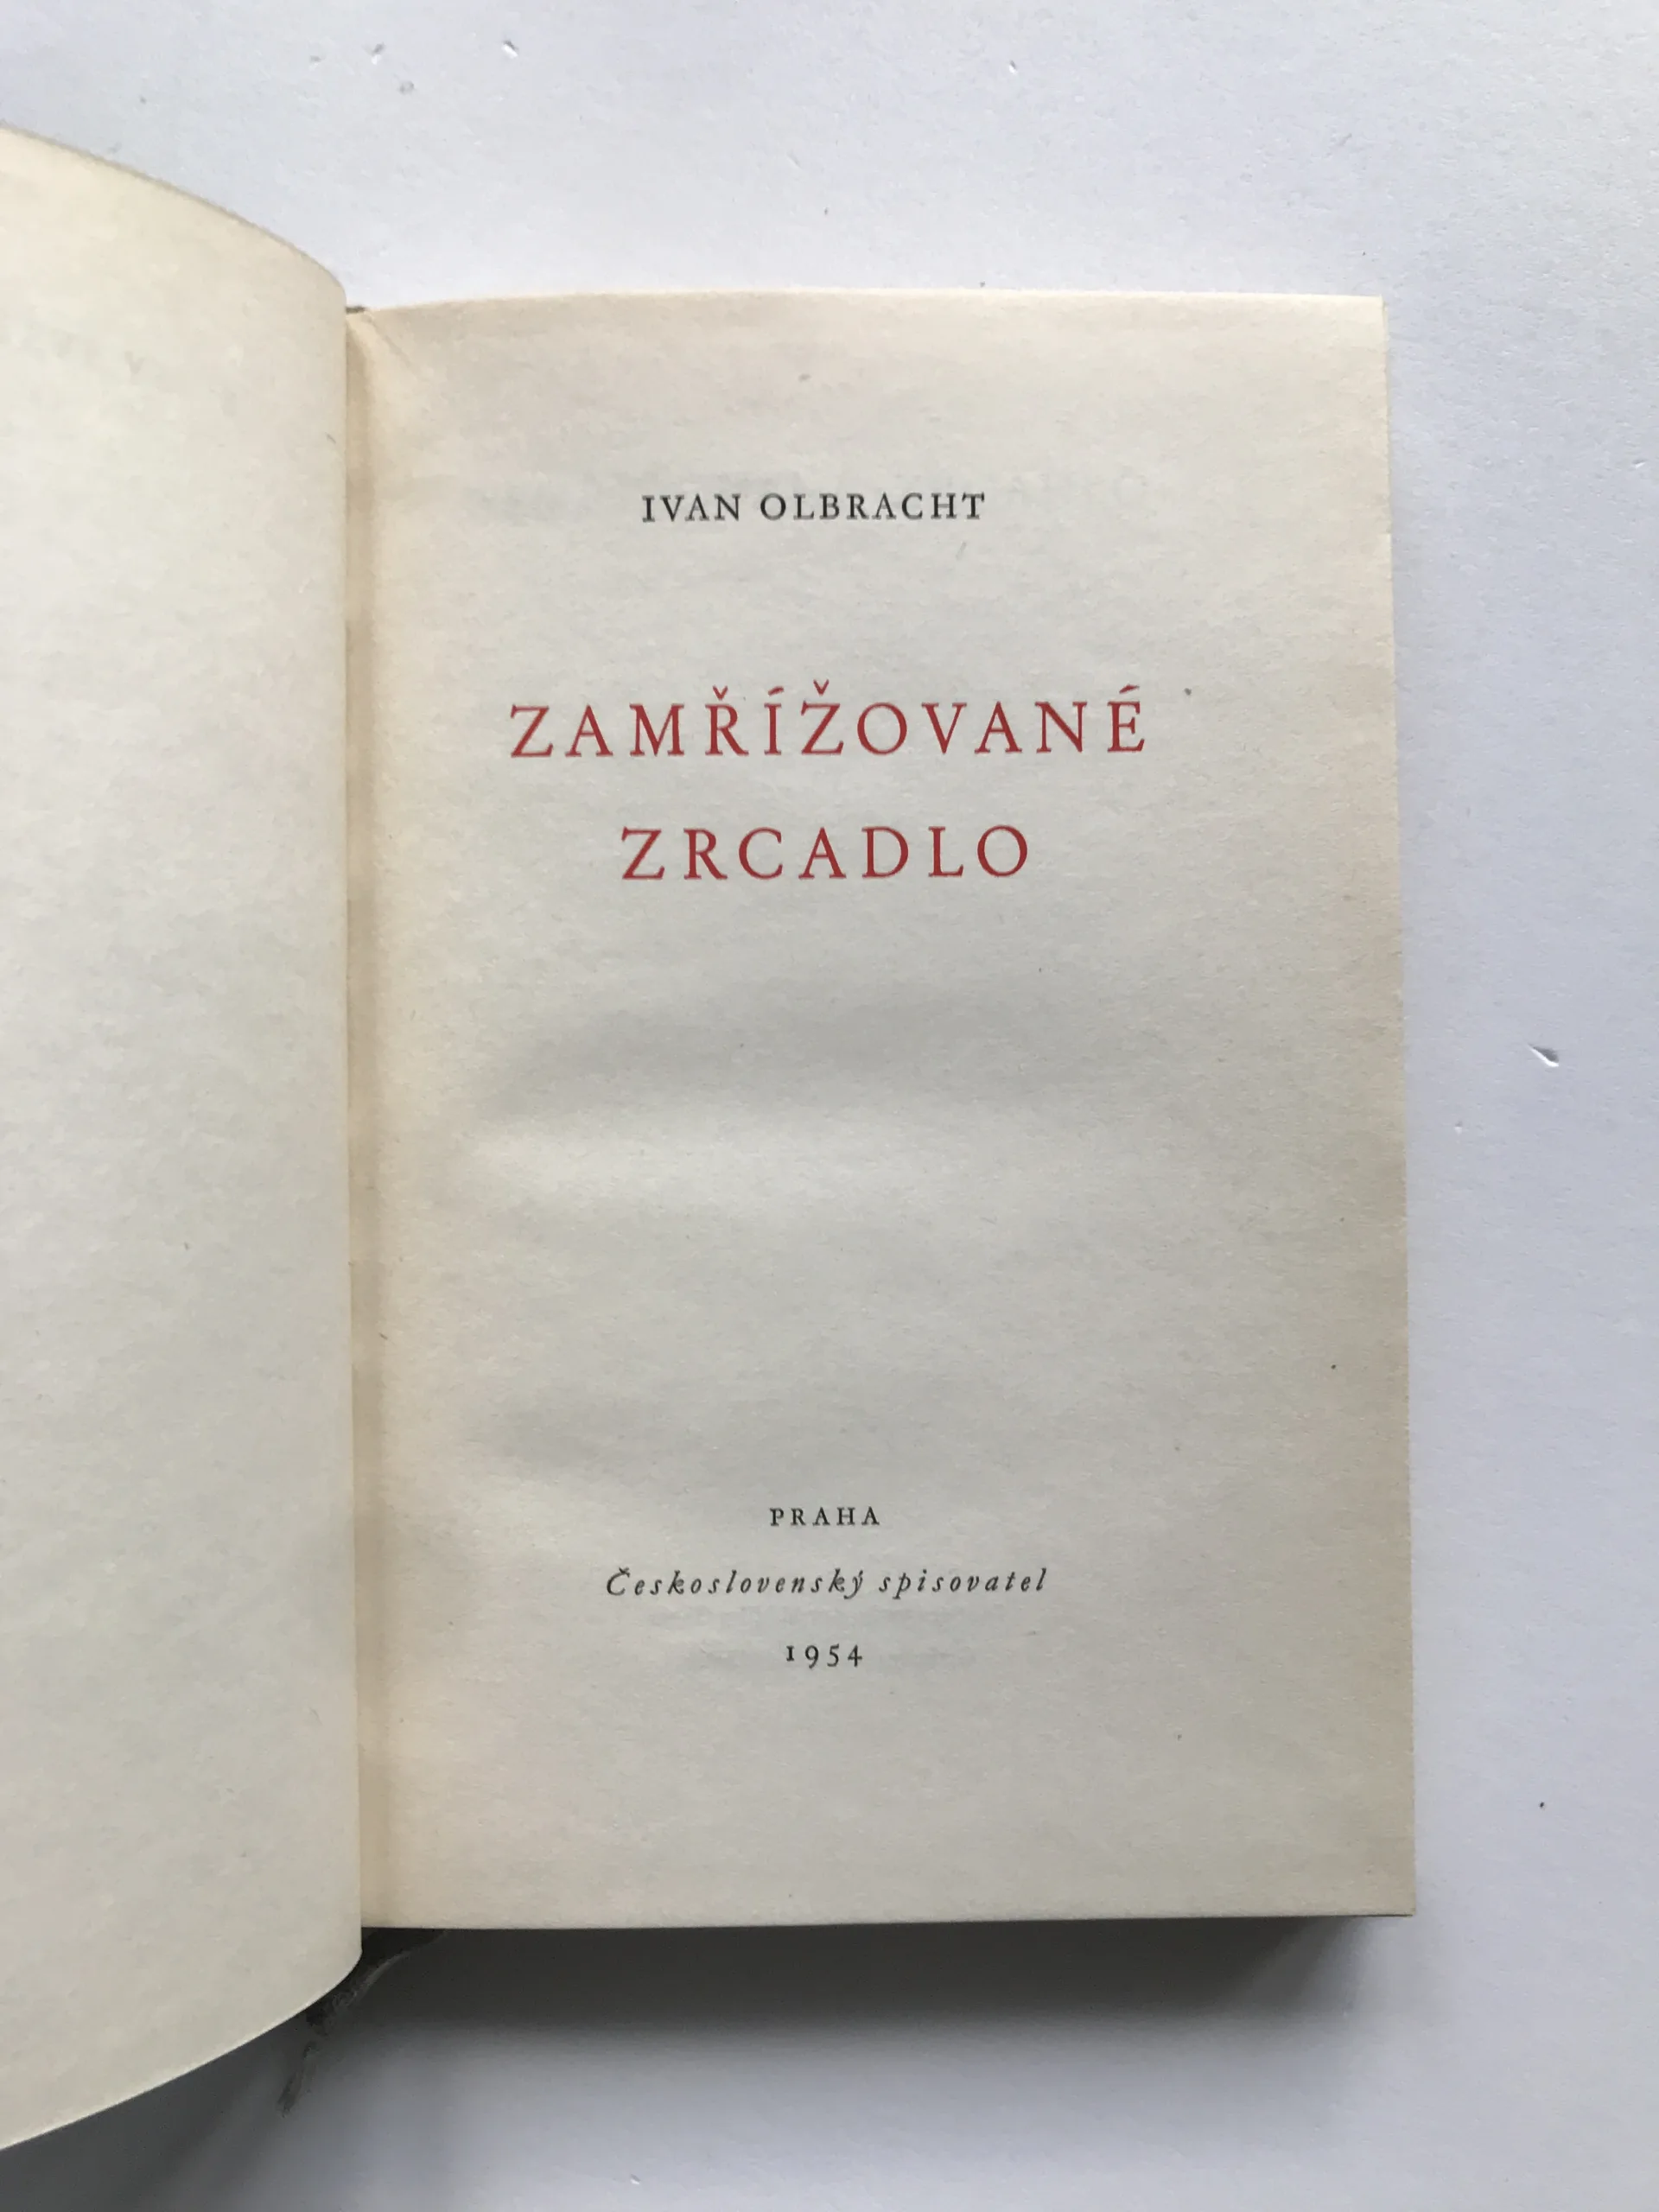 IVAN OLBRACHT
ZAMŘÍŽOVANÉ
ZRCADLO
PRAHA
Československý spisovatel
1954